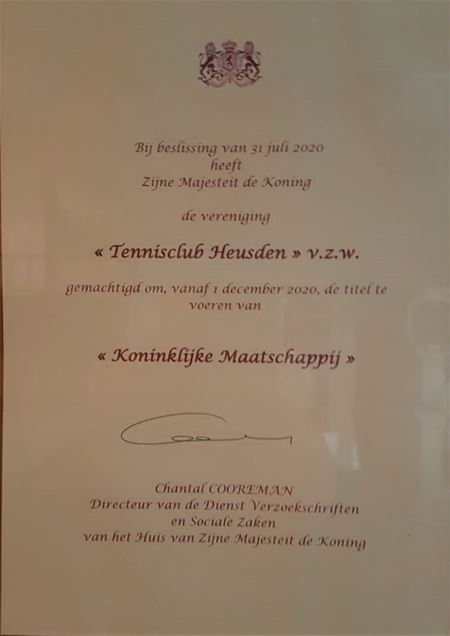 Bij beslissing van 31 juli 2020
heeft
Zijne Majesteit de Koning
de vereniging
« Tennisclub Heusden » v.z.w.
gemachtigd om, vanaf 1 december 2020, de titel te
voeren van
« Koninklijke Maatschappij »
Chantal COOREMAN
Directeur van de Dienst Verzoekschriften
en Sociale Zaken
van het Huis van Zijne Majesteit de Koning